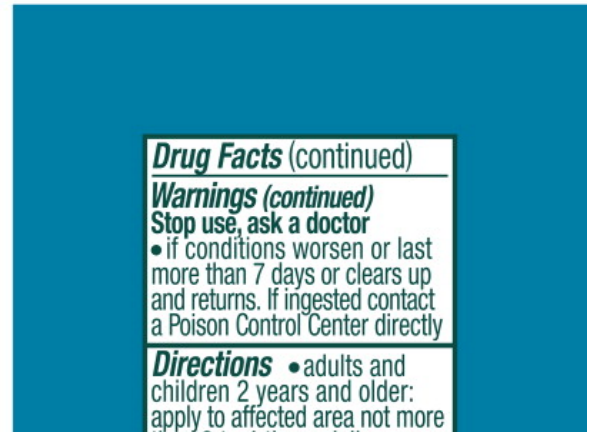 Drug Facts (continued)
Warnings (continued)
Stop use, ask a doctor
• if conditions worsen or last
more than 7 days or clears up
and returns. If ingested contact
a Poison Control Center directly
Directions • adults and
children 2 years and older:
apply to affected area not more